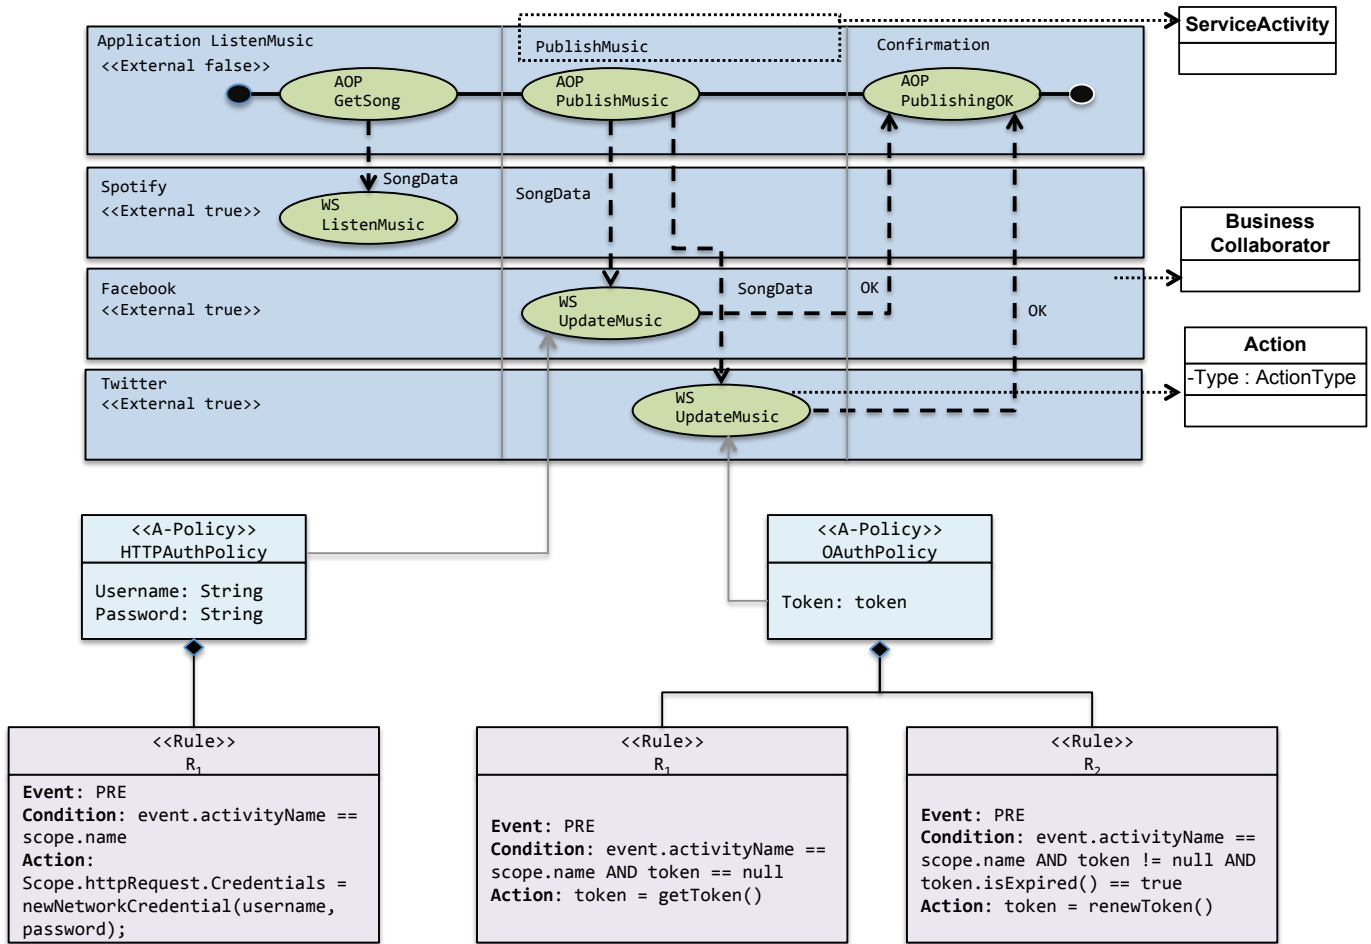 ServiceActivity
Application ListenMusic
PublishMusic
Confirmation
<<External false>>
AOP
GetSong
AOP
PublishMusic
AOP
PublishingOK
Spotify
<<External true>>
SongData
WS
ListenMusic
SongData
Business
Collaborator
Facebook
<<External true>>
WS
UpdateMusic
SongData
OK
OK
Action
-Type : ActionType
Twitter
<<External true>>
WS
UpdateMusic
<<A-Policy>>
HTTPAuthPolicy
Username: String
Password: String
<<A-Policy>>
OAuthPolicy
Token: token
<<Rule>>
R1
Event: PRE
Condition: event.activityName ==
scope.name
Action:
Scope.httpRequest.Credentials =
newNetworkCredential(username,
password);
<<Rule>>
R1
Event: PRE
Condition: event.activityName ==
scope.name AND token == null
Action: token = getToken()
<<Rule>>
R2
Event: PRE
Condition: event.activityName ==
scope.name AND token != null AND
token.isExpired() == true
Action: token = renewToken()